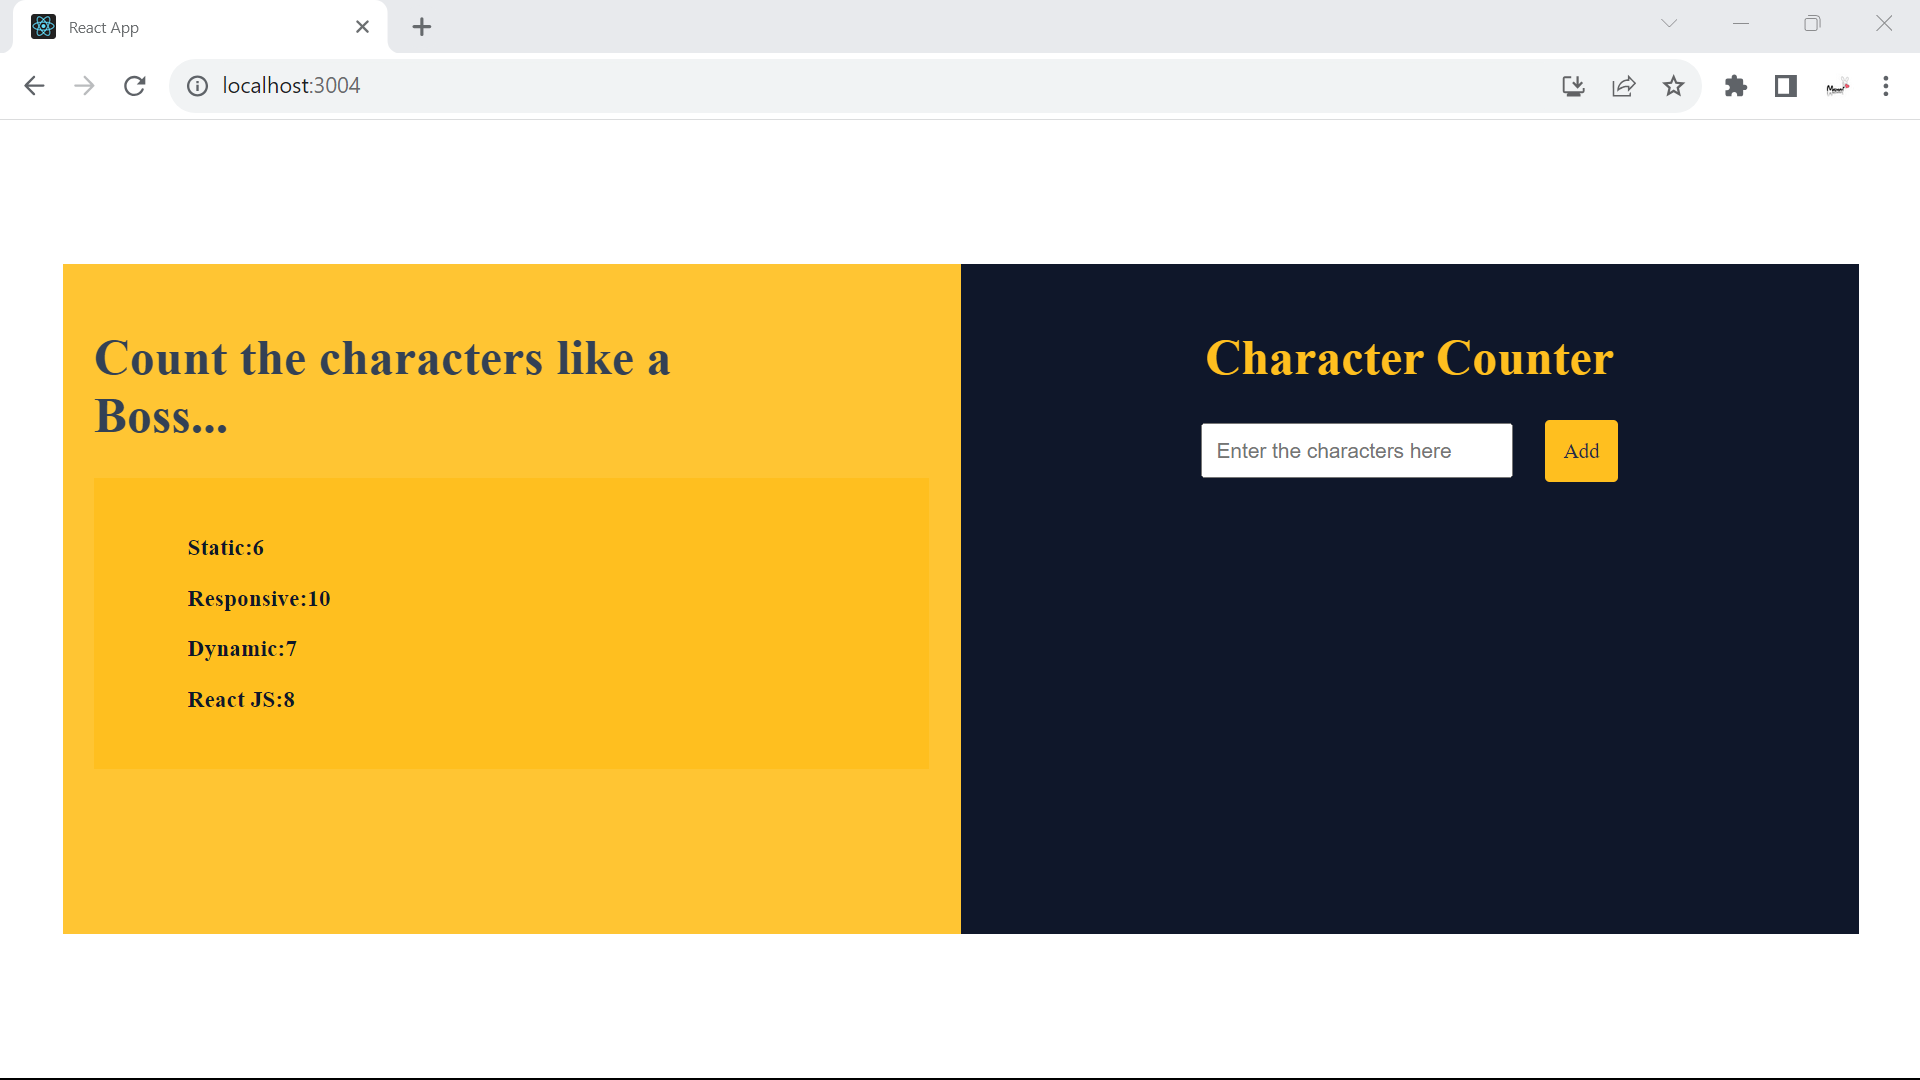 React App
localhost:3004
Count the characters like a
Boss...
Static:6
Responsive:10
Dynamic:7
React JS:8
Character Counter
Enter the characters here
Add